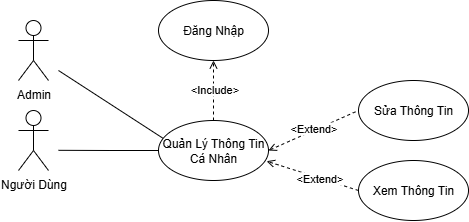 Đăng Nhập
<Include>
Admin
Sửa Thông Tin
<Extend>
Quản Lý Thông Tin
Cá Nhân
Người Dùng
<Extend>
Xem Thông Tin